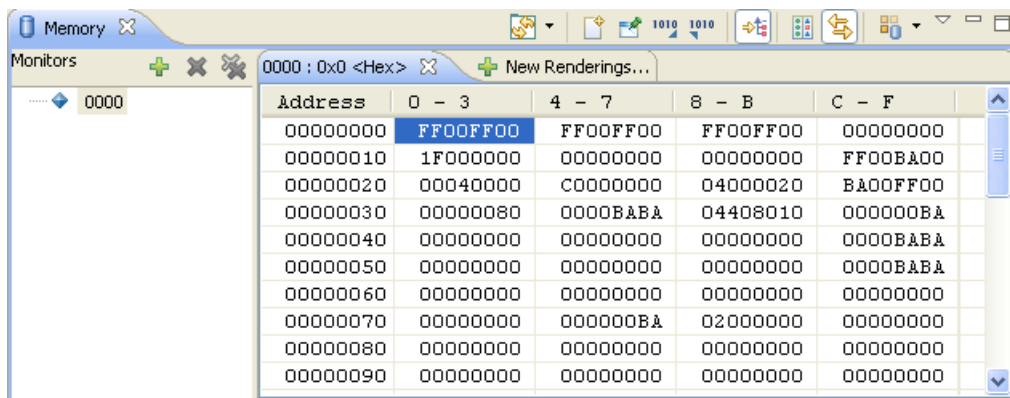 Memory
1010 1010
Monitors
0000 : 0x0 <Hex> New Renderings...
0000
Address 0 - 3 4 - 7 8 - B C - F
00000000 FF00FF00 FF00FF00 FF00FF00 00000000
00000010 1F000000 00000000 00000000 FF00BA00
00000020 00040000 C0000000 04000020 BA00FF00
00000030 00000080 0000BABA 04408010 000000BA
00000040 00000000 00000000 00000000 0000BABA
00000050 00000000 00000000 00000000 0000BABA
00000060 00000000 00000000 00000000 00000000
00000070 00000000 000000BA 02000000 00000000
00000080 00000000 00000000 00000000 00000000
00000090 00000000 00000000 00000000 00000000